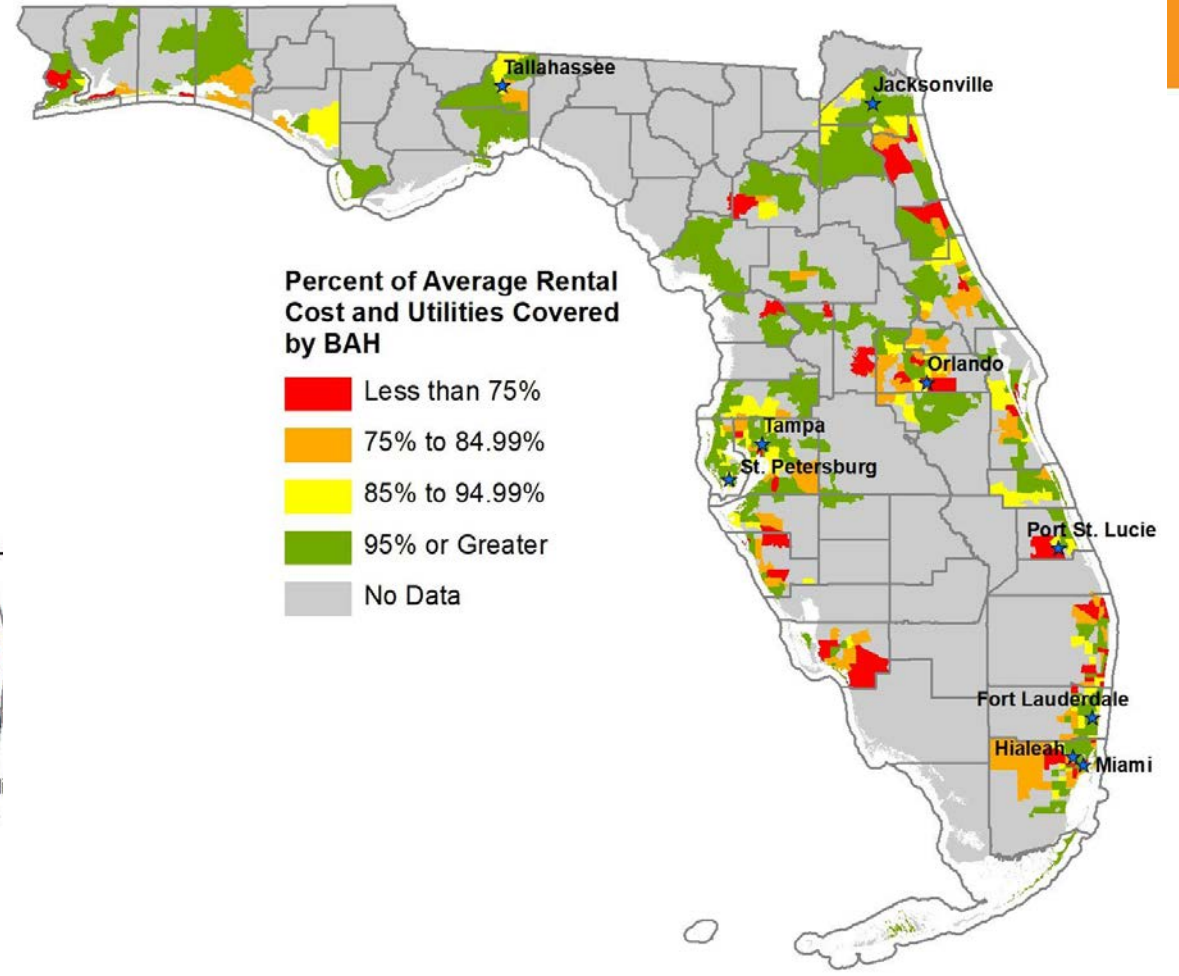 Tallahassee
Jacksonville
Percent of Average Rental
Cost and Utilities Covered
by BAH
Less than 75%
75% to 84.99%
85% to 94.99%
95% or Greater
No Data
Orlando
Tampa
St. Petersburg
Port St. Lucie
Fort Lauderdale
Hialeah
Miami